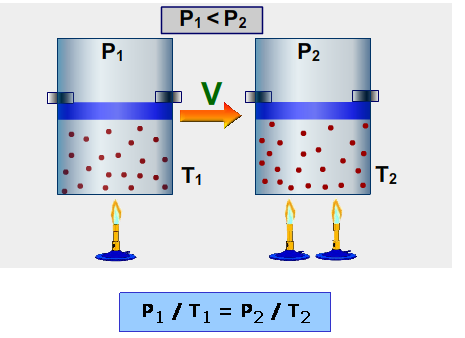 P₁ < P₂
P₁
P₂
V
T₁
T₂
P₁ / T₁ = P₂ / T₂